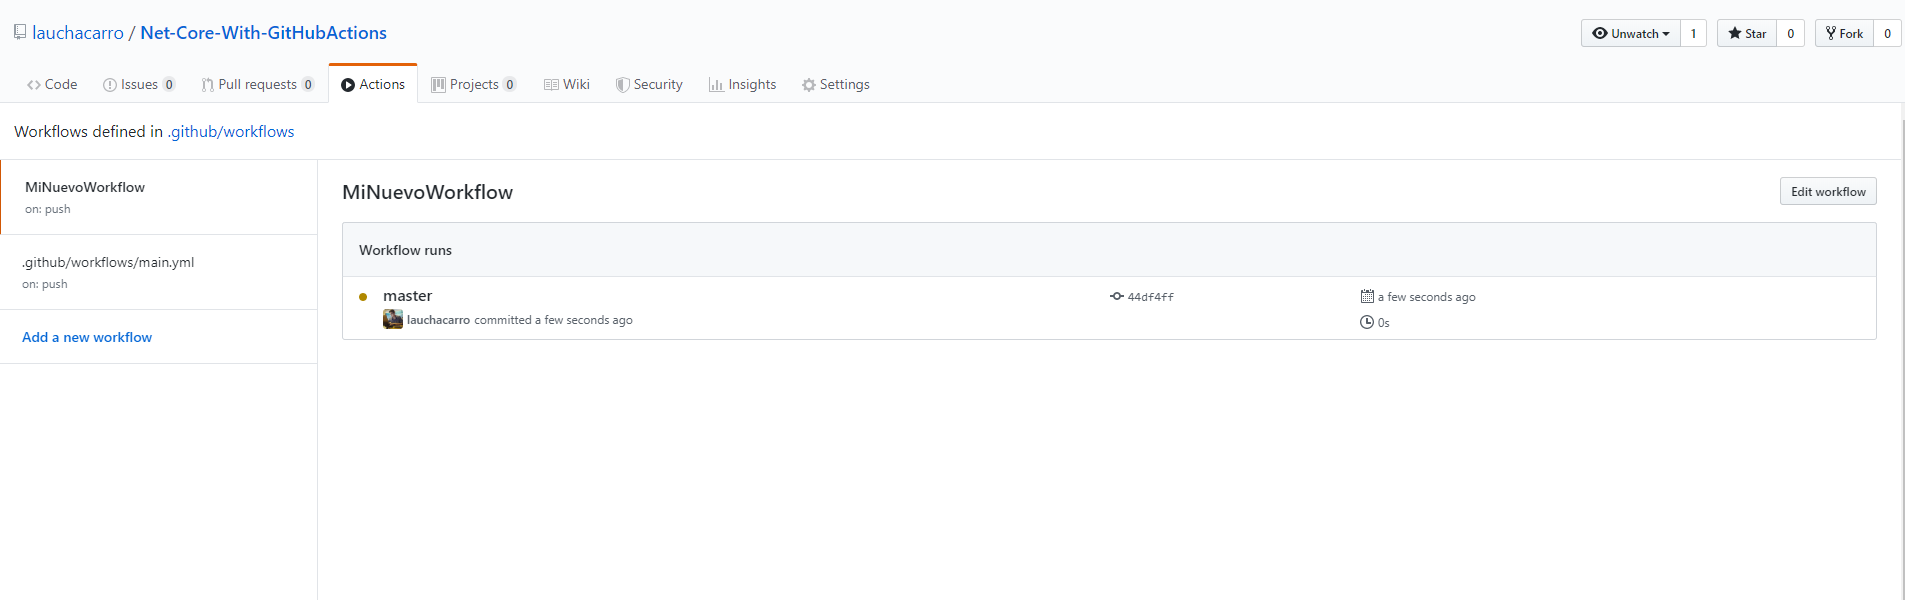 lauchacarro / Net-Core-With-GitHubActions
Unwatch 1 Star 0 Fork 0
Code Issues 0 Pull requests 0 Actions Projects 0 Wiki Security Insights Settings
Workflows defined in .github/workflows
MiNuevoWorkflow
on: push
.github/workflows/main.yml
on: push
Add a new workflow
MiNuevoWorkflow
Edit workflow
Workflow runs
master
44df4ff
a few seconds ago
lauchacarro committed a few seconds ago
0s